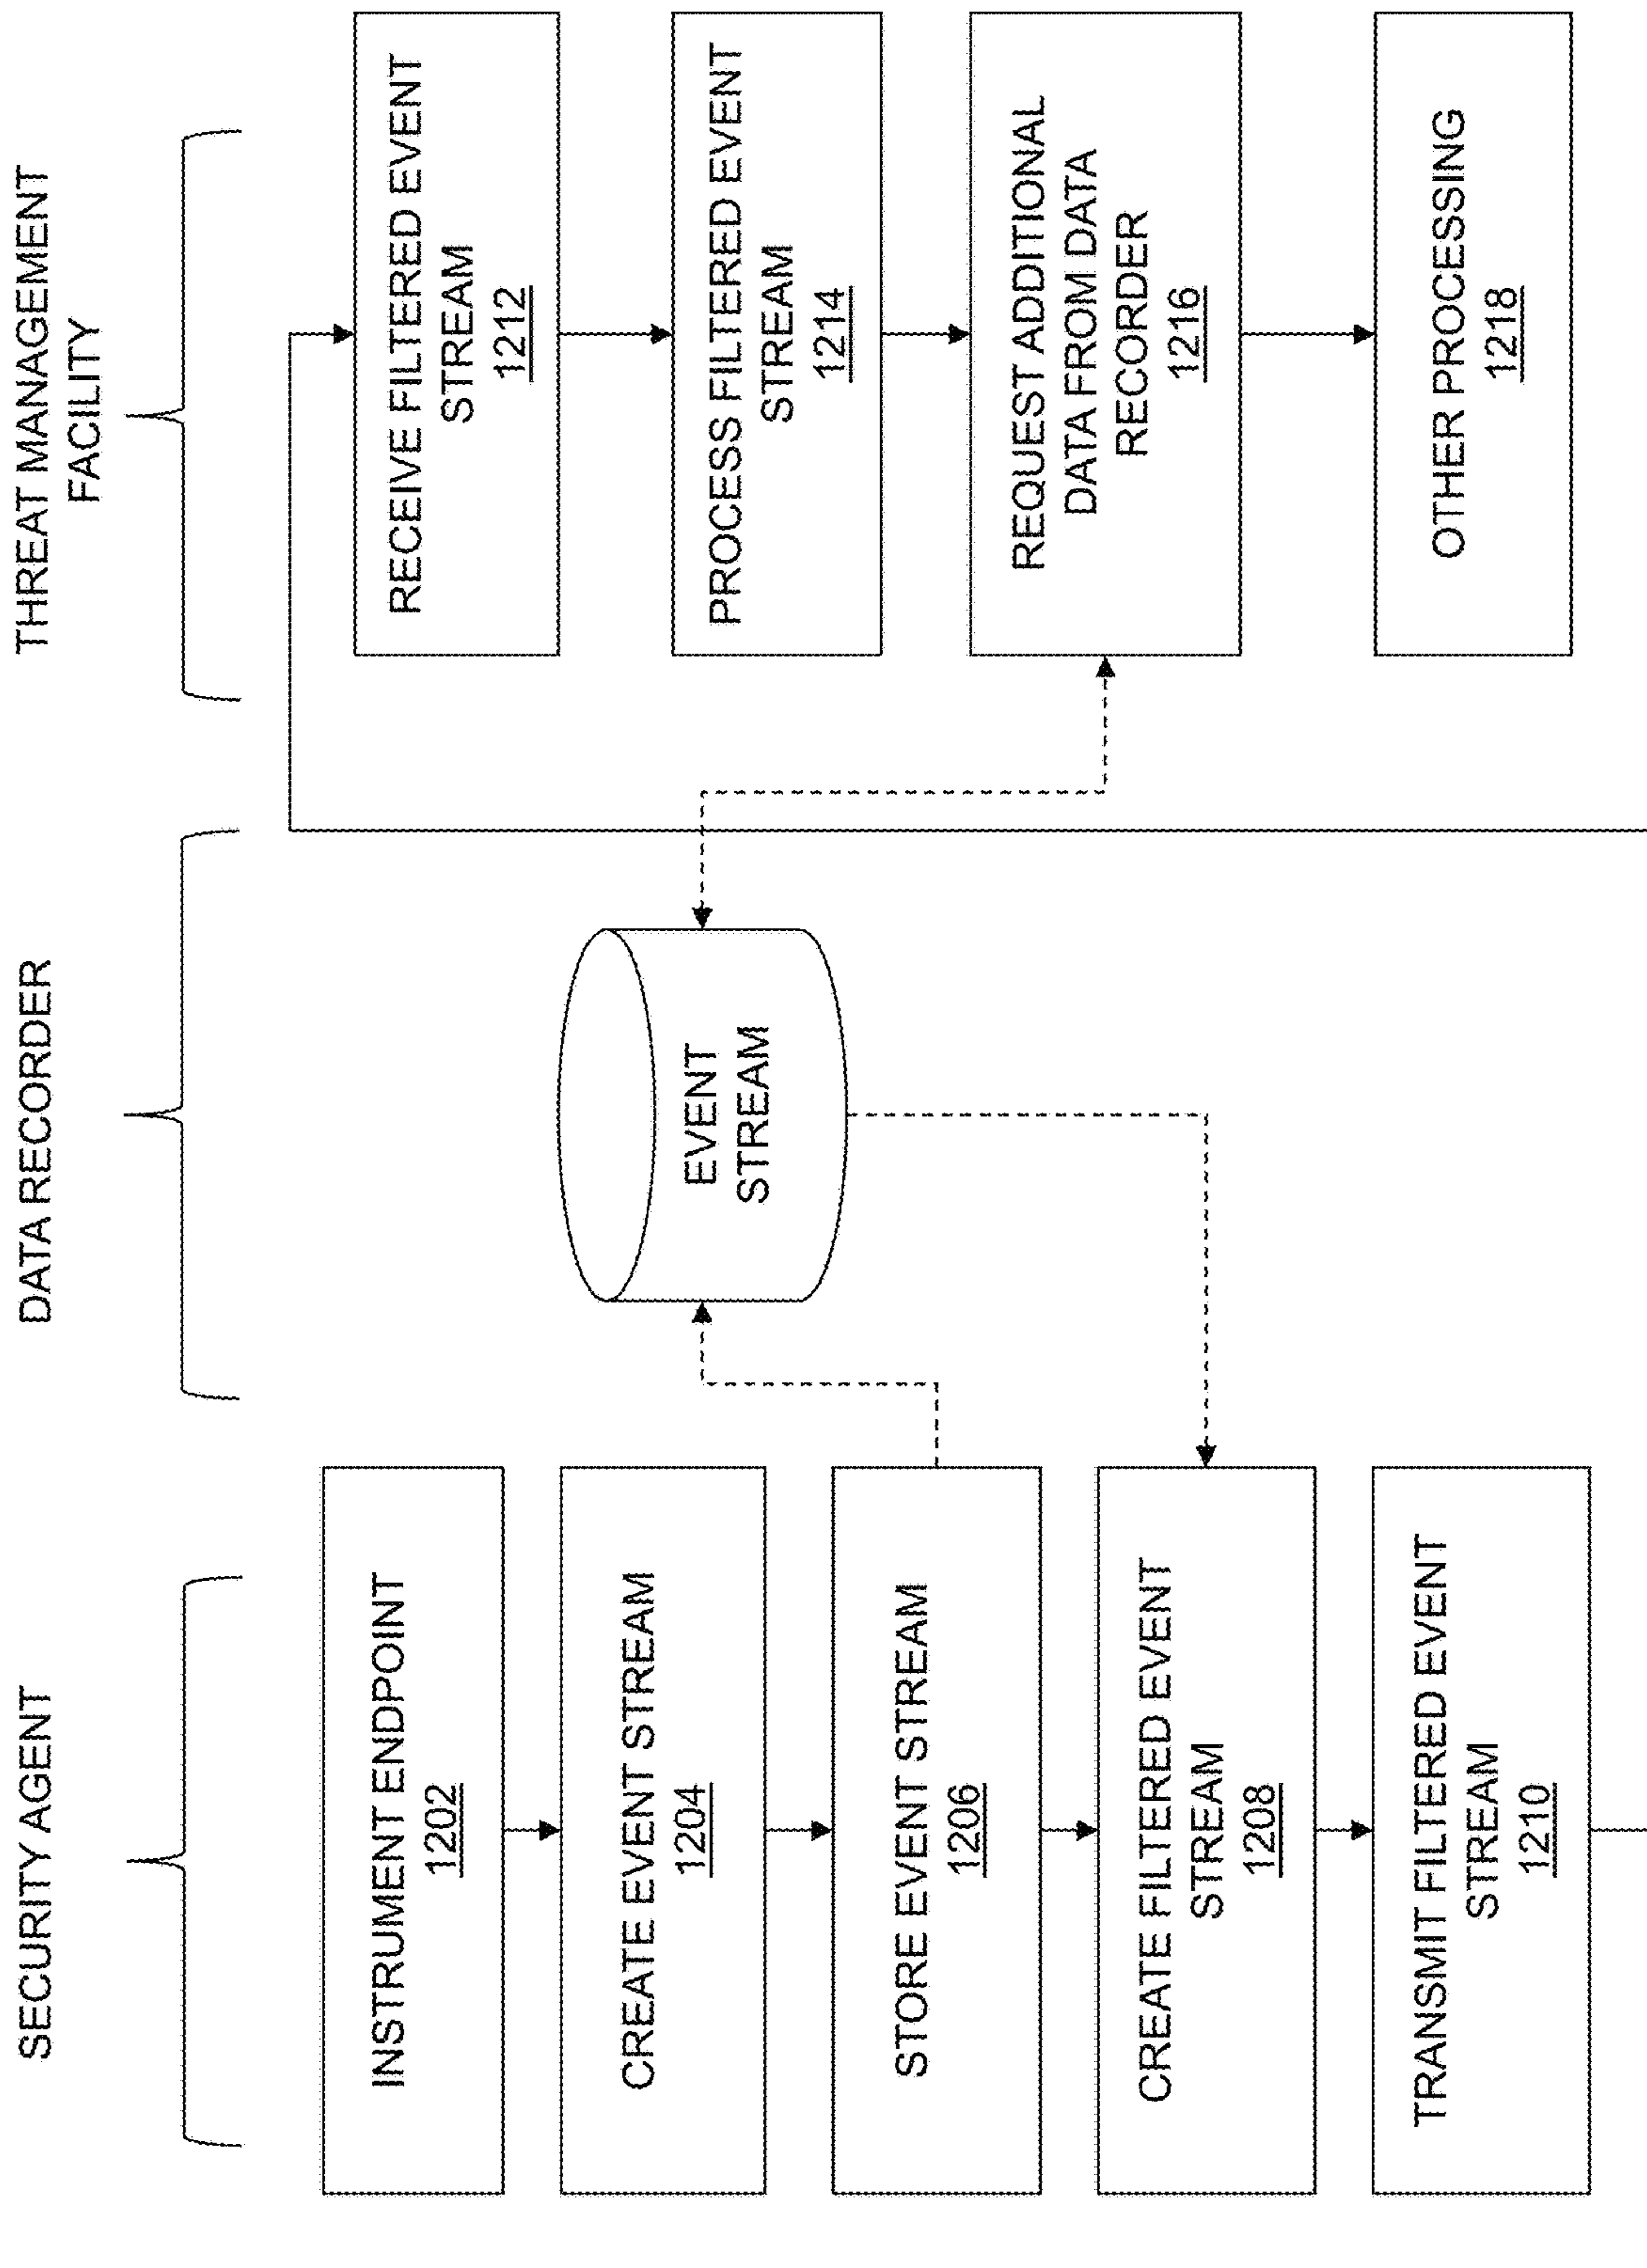 SECURITY AGENT
INSTRUMENT ENDPOINT
1202
CREATE EVENT STREAM
1204
STORE EVENT STREAM
1206
CREATE FILTERED EVENT
STREAM
1208
TRANSMIT FILTERED EVENT
STREAM
1210
DATA RECORDER
EVENT
STREAM
THREAT MANAGEMENT
FACILITY
RECEIVE FILTERED EVENT
STREAM
1212
PROCESS FILTERED EVENT
STREAM
1214
REQUEST ADDITIONAL
DATA FROM DATA
RECORDER
1216
OTHER PROCESSING
1218